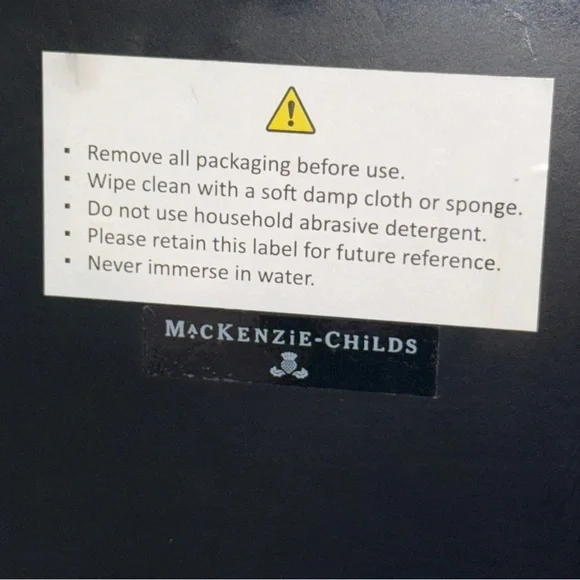 ▪ Remove all packaging before use.
▪ Wipe clean with a soft damp cloth or sponge.
▪ Do not use household abrasive detergent.
▪ Please retain this label for future reference.
▪ Never immerse in water.
MACKENZiE-CHiLDS